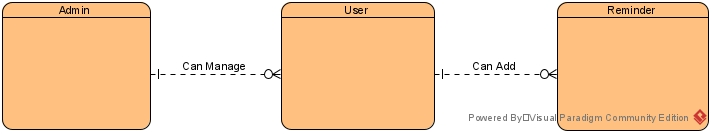 Admin
User
Reminder
Can Manage
Can Add
Powered By Visual Paradigm Community Edition